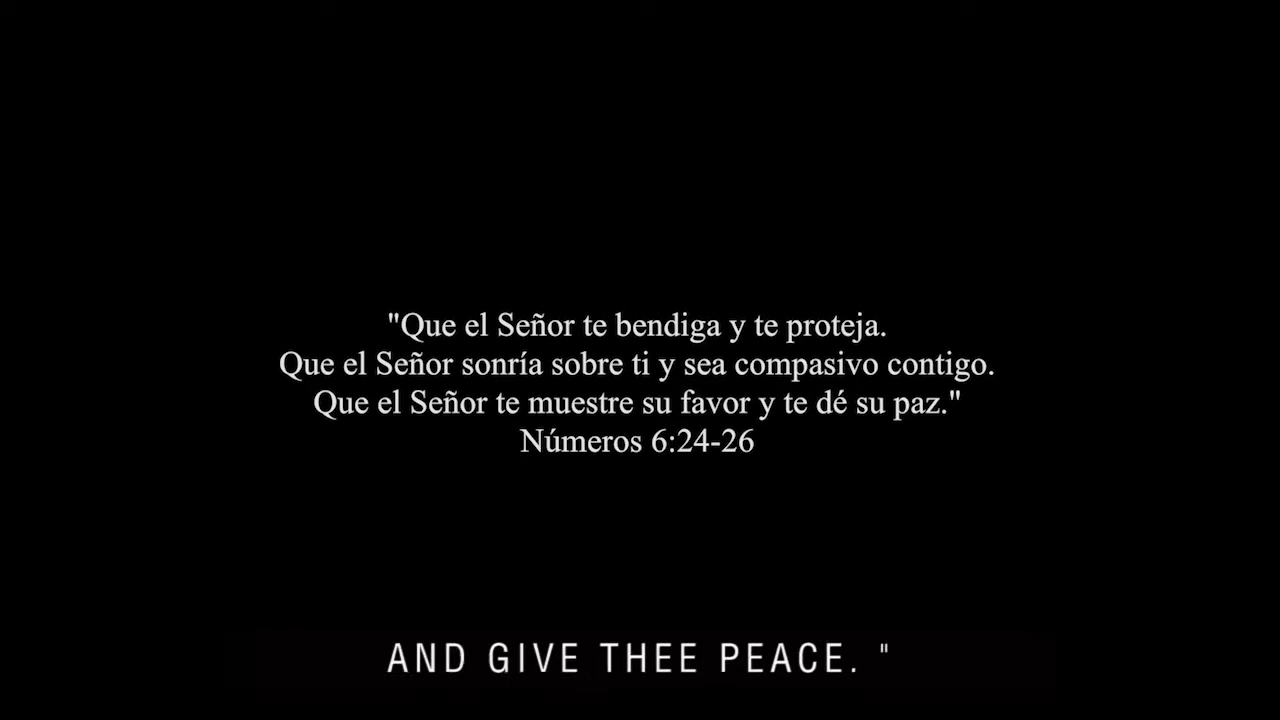 "Que el Señor te bendiga y te proteja.
Que el Señor sonría sobre ti y sea compasivo contigo.
Que el Señor te muestre su favor y te dé su paz."
Números 6:24-26
AND GIVE THEE PEACE. "